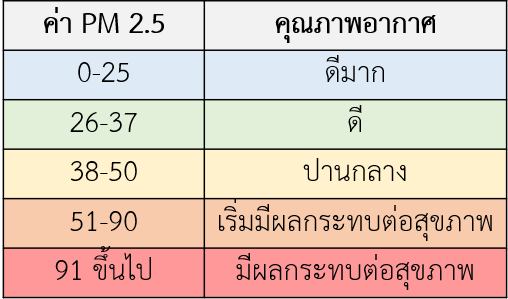 ค่า PM 2.5 คุณภาพอากาศ
0-25 ดีมาก
26-37 ดี
38-50 ปานกลาง
51-90 เริ่มมีผลกระทบต่อสุขภาพ
91 ขึ้นไป มีผลกระทบต่อสุขภาพ